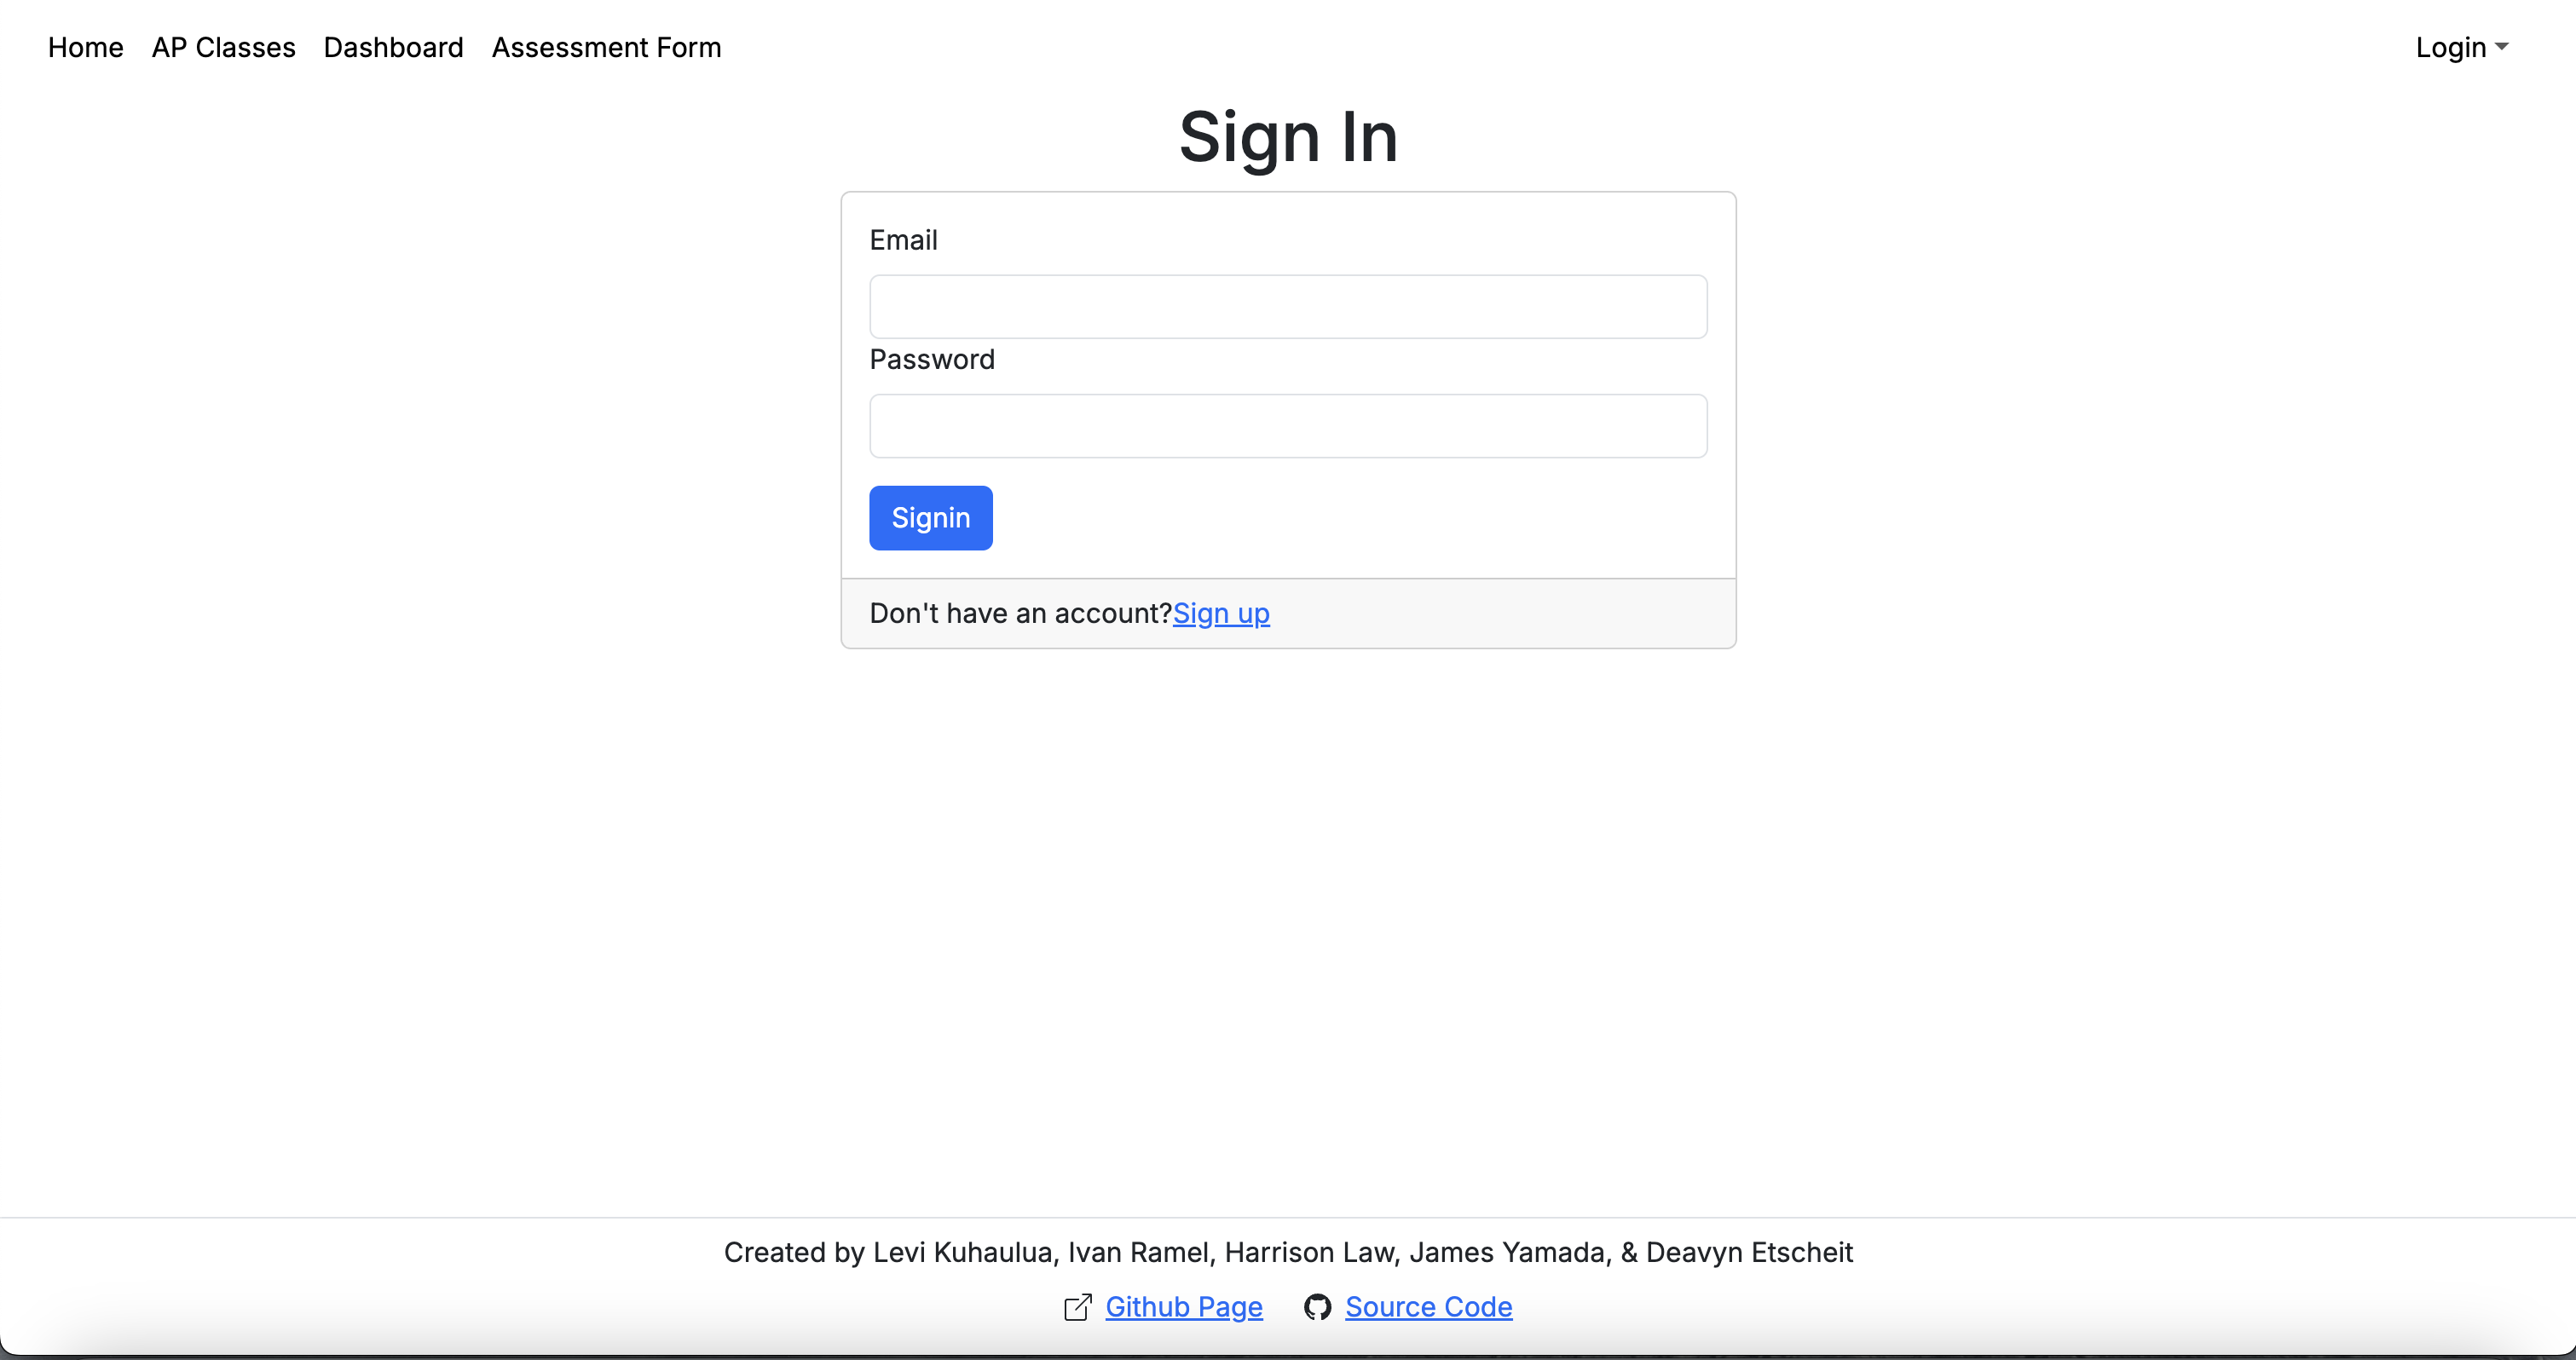 Home AP Classes Dashboard Assessment Form Login
Sign In
Email
Password
Signin
Don't have an account?Sign up
Created by Levi Kuhaulua, Ivan Ramel, Harrison Law, James Yamada, & Deavyn Etscheit
Github Page Source Code